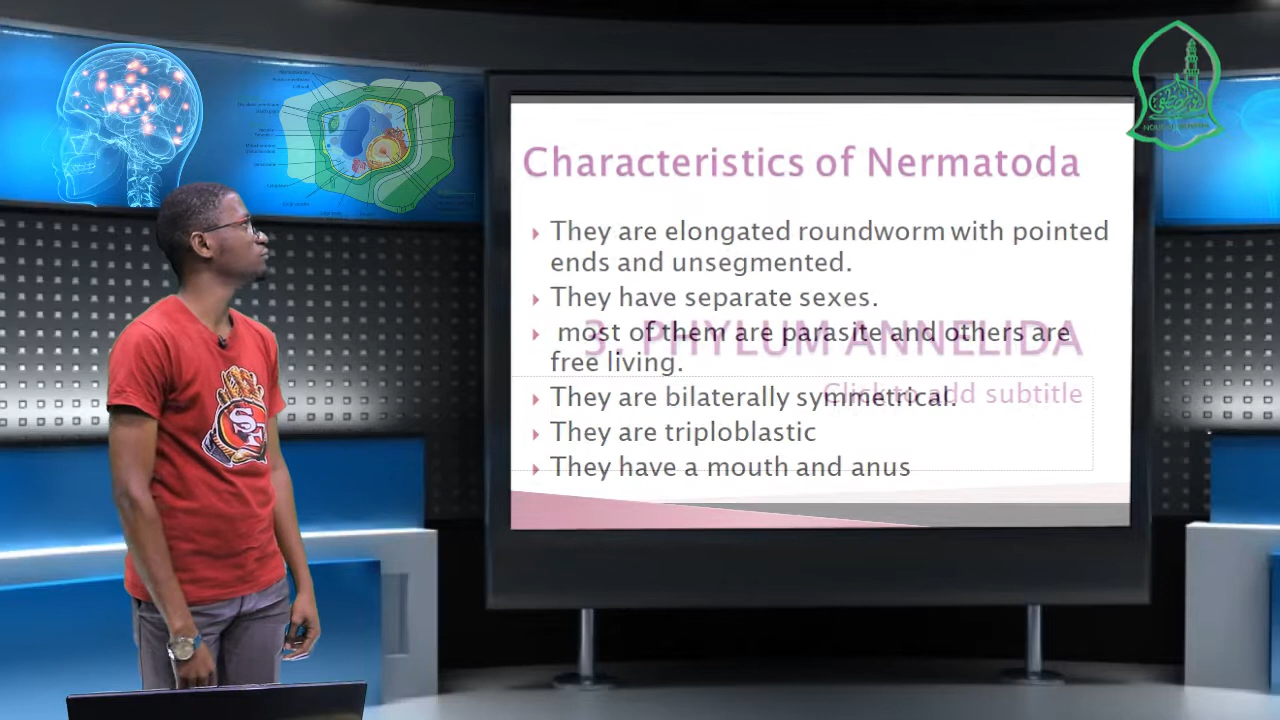 Characteristics of Nermatoda
They are elongated roundworm with pointed
ends and unsegmented.
They have separate sexes.
most of them are parasite and others are
free living.
3. PHYLUM ANNELIDA
They are bilaterally symmetrical.
Click to add subtitle
They are triploblastic
They have a mouth and anus
SF